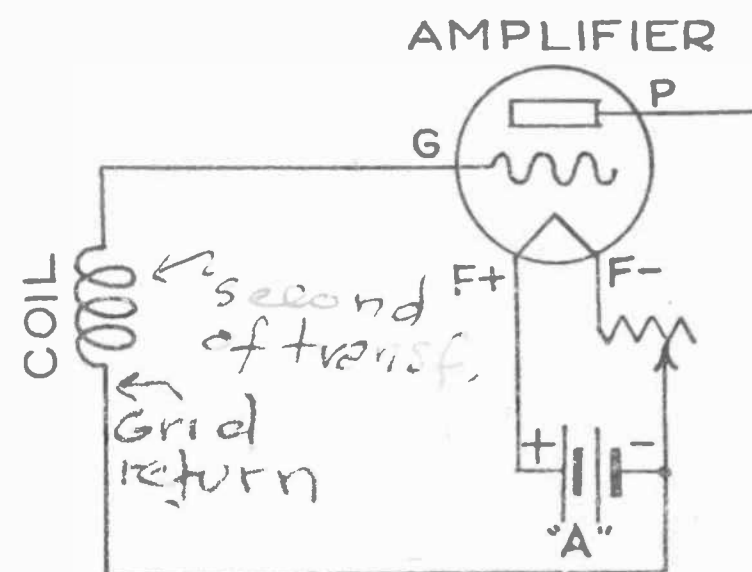 AMPLIFIER
P
G
F+ F-
COIL
second
of transf.
Grid
return
+ -
"A"